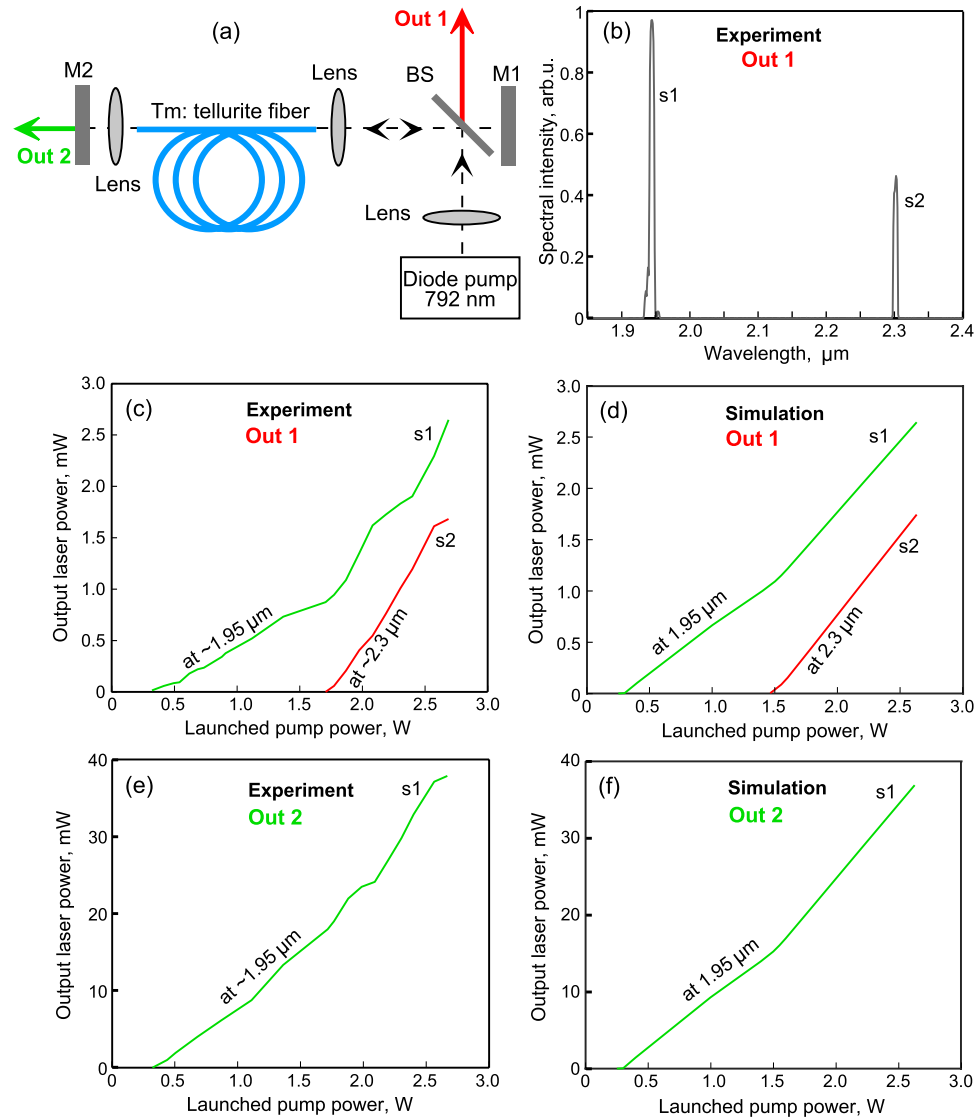 (a)
Out 1
M2
Lens
BS
M1
Tm: tellurite fiber
Out 2
Lens
Lens
Diode pump
792 nm
(b)
Experiment
Out 1
s1
s2
Spectral intensity, arb.u.
0
0.2
0.4
0.6
0.8
1
1.9
2.0
2.1
2.2
2.3
2.4
Wavelength, μm
(c)
Experiment
Out 1
s1
s2
at ~1.95 μm
at ~2.3 μm
Output laser power, mW
3.0
2.5
2.0
1.5
1.0
0.5
0
0.5
1.0
1.5
2.0
2.5
3.0
Launched pump power, W
(d)
Simulation
Out 1
s1
s2
at 1.95 μm
at 2.3 μm
Output laser power, mW
3.0
2.5
2.0
1.5
1.0
0.5
0
0.5
1.0
1.5
2.0
2.5
3.0
Launched pump power, W
(e)
Experiment
Out 2
s1
at ~1.95 μm
Output laser power, mW
40
30
20
10
0
0
0.5
1.0
1.5
2.0
2.5
3.0
Launched pump power, W
(f)
Simulation
Out 2
s1
at 1.95 μm
Output laser power, mW
40
30
20
10
0
0
0.5
1.0
1.5
2.0
2.5
3.0
Launched pump power, W